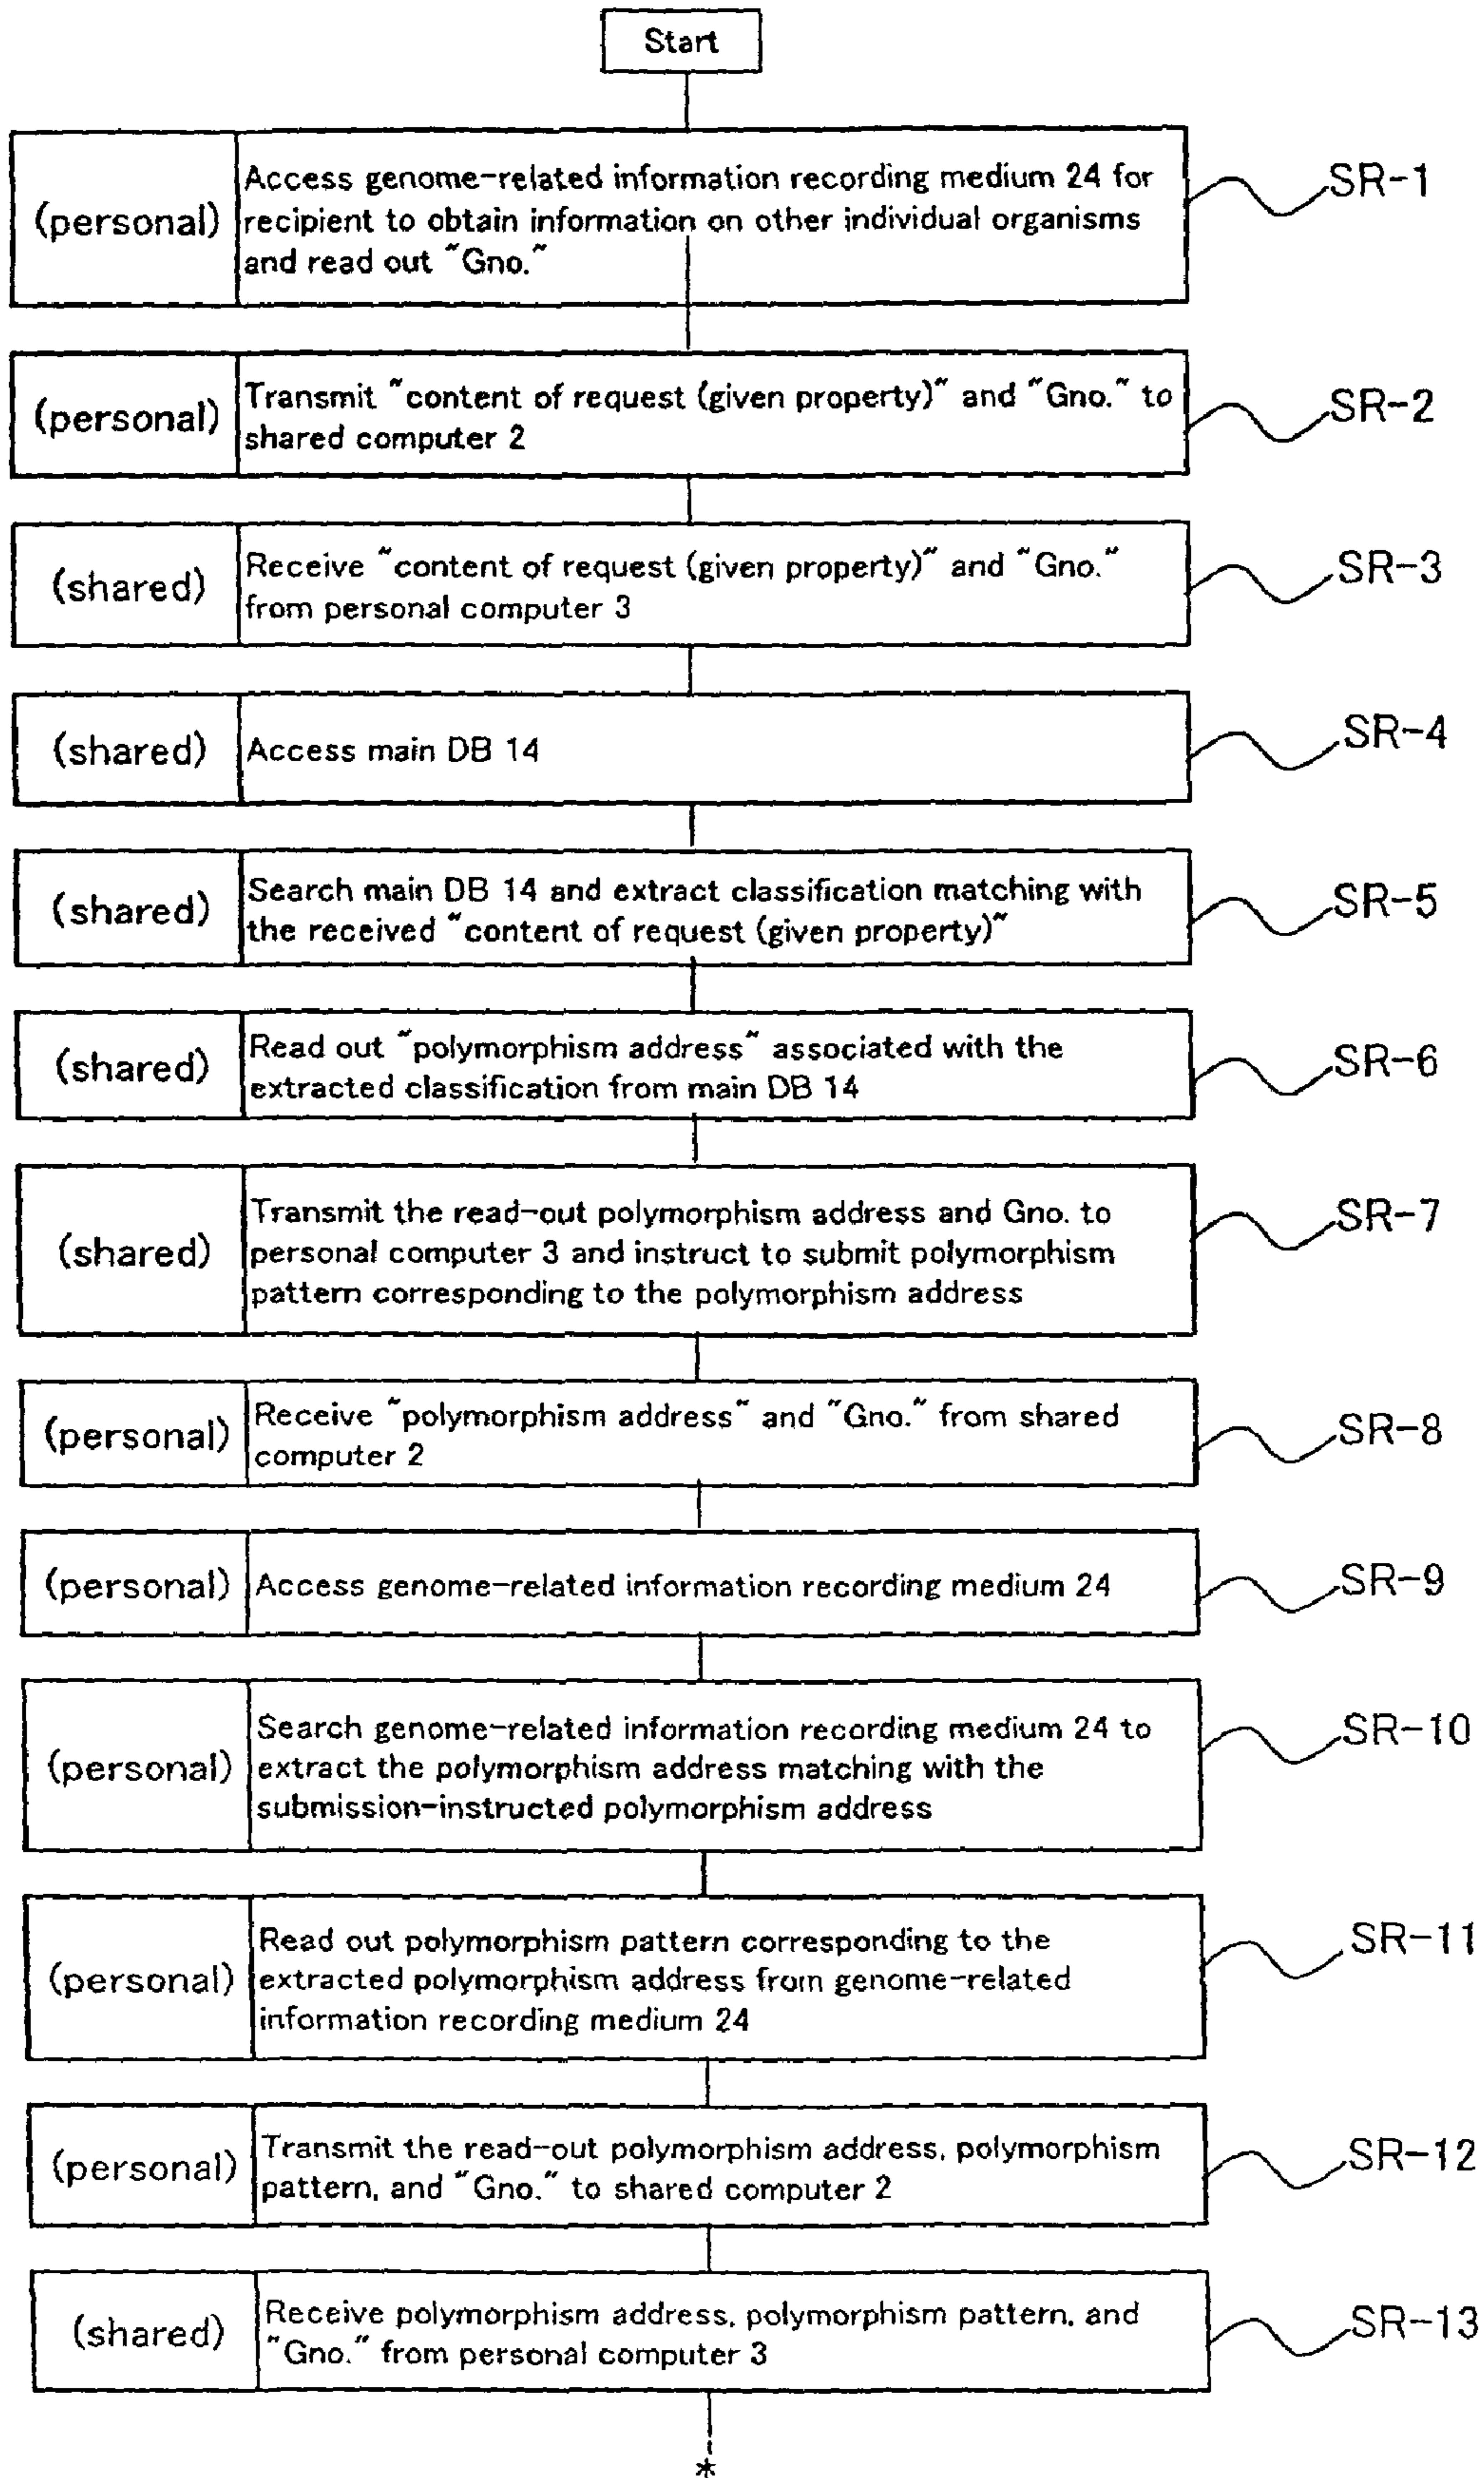 Start
(personal)
Access genome-related information recording medium 24 for
recipient to obtain information on other individual organisms
and read out "Gno."
SR-1
(personal)
Transmit "content of request (given property)" and "Gno." to
shared computer 2
SR-2
(shared)
Receive "content of request (given property)" and "Gno."
from personal computer 3
SR-3
(shared)
Access main DB 14
SR-4
(shared)
Search main DB 14 and extract classification matching with
the received "content of request (given property)"
SR-5
(shared)
Read out "polymorphism address" associated with the
extracted classification from main DB 14
SR-6
(shared)
Transmit the read-out polymorphism address and Gno. to
personal computer 3 and instruct to submit polymorphism
pattern corresponding to the polymorphism address
SR-7
(personal)
Receive "polymorphism address" and "Gno." from shared
computer 2
SR-8
(personal)
Access genome-related information recording medium 24
SR-9
(personal)
Search genome-related information recording medium 24 to
extract the polymorphism address matching with the
submission-instructed polymorphism address
SR-10
(personal)
Read out polymorphism pattern corresponding to the
extracted polymorphism address from genome-related
information recording medium 24
SR-11
(personal)
Transmit the read-out polymorphism address, polymorphism
pattern, and "Gno." to shared computer 2
SR-12
(shared)
Receive polymorphism address, polymorphism pattern, and
"Gno." from personal computer 3
SR-13
*